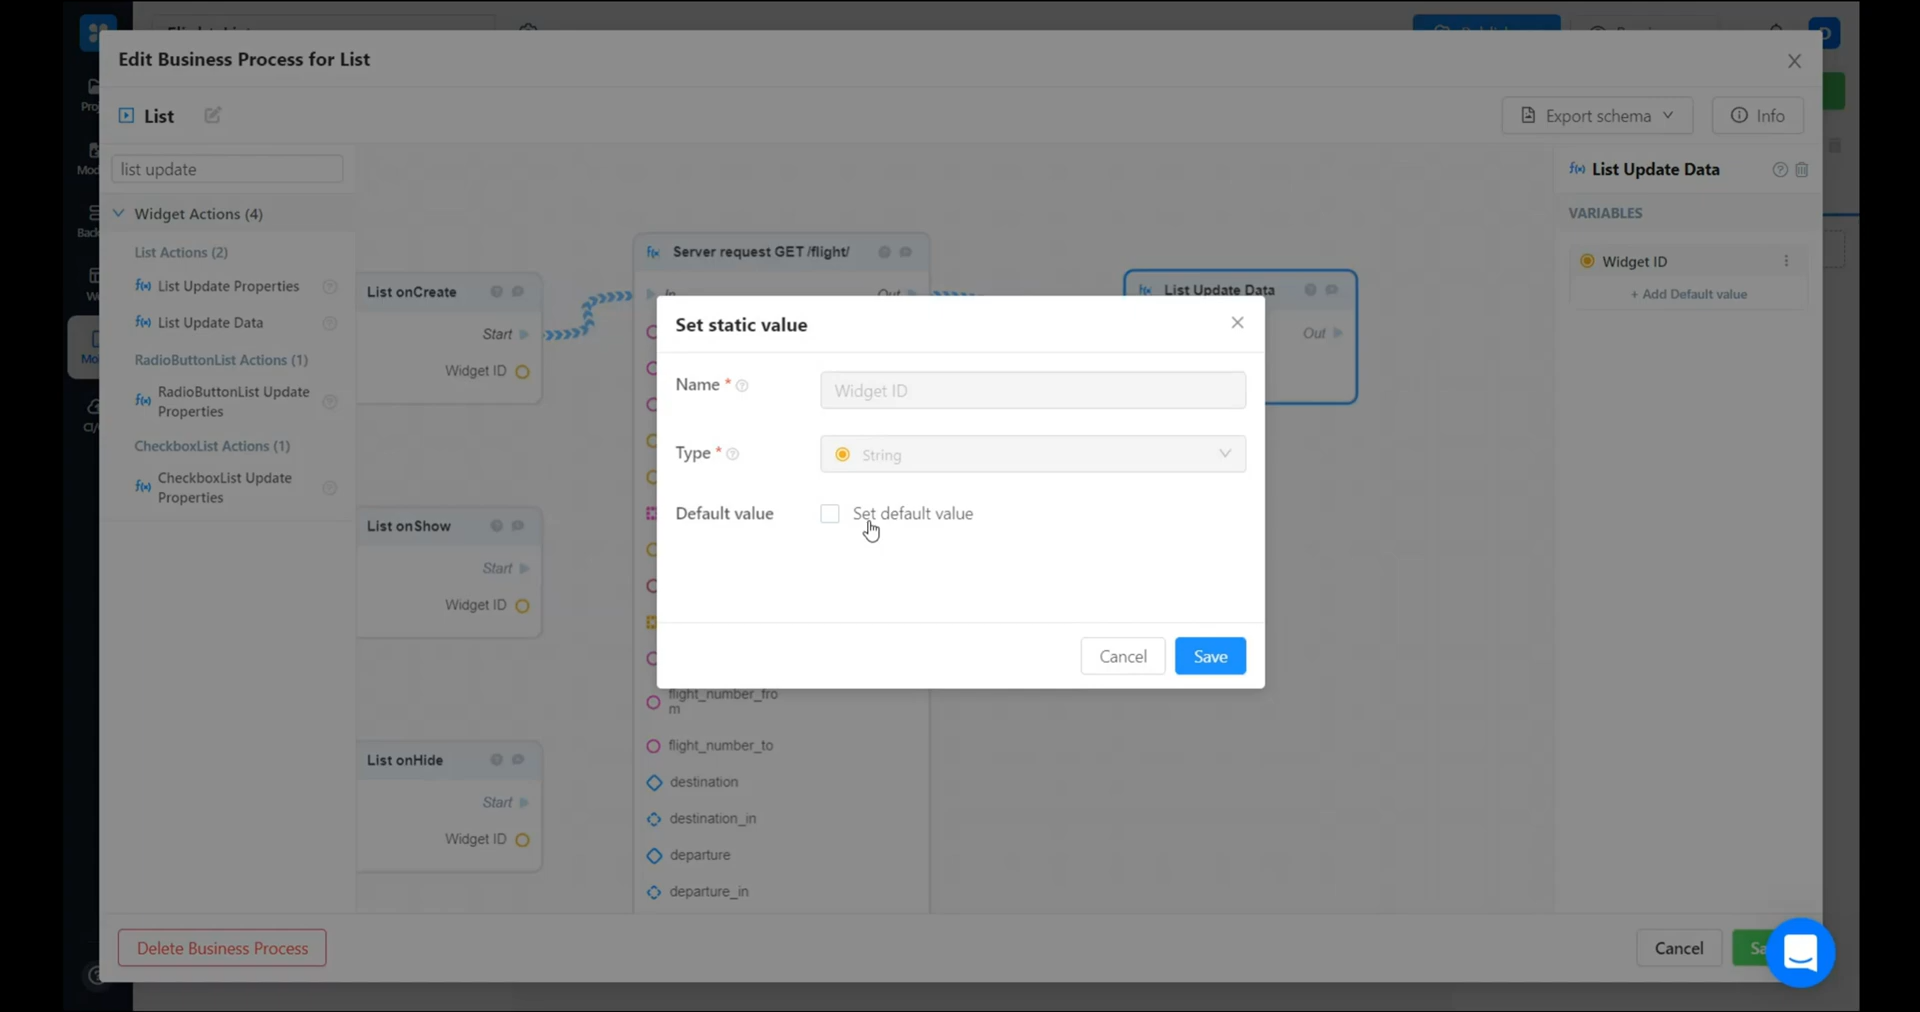 Edit Business Process for List
List
Export schema
Info
list update
Widget Actions (4)
List Actions (2)
List Update Properties
List Update Data
RadioButtonList Actions (1)
RadioButtonList Update
Properties
CheckboxList Actions (1)
CheckboxList Update
Properties
List onCreate
Start
Widget ID
List onShow
Start
Widget ID
List onHide
Start
Widget ID
Server request GET /flight/
In
Out
flight_number_fro
m
flight_number_to
destination
destination_in
departure
departure_in
List Update Data
Out
Set static value
Name *
Widget ID
Type *
String
Default value
Set default value
Cancel
Save
List Update Data
VARIABLES
Widget ID
+ Add Default value
Delete Business Process
Cancel